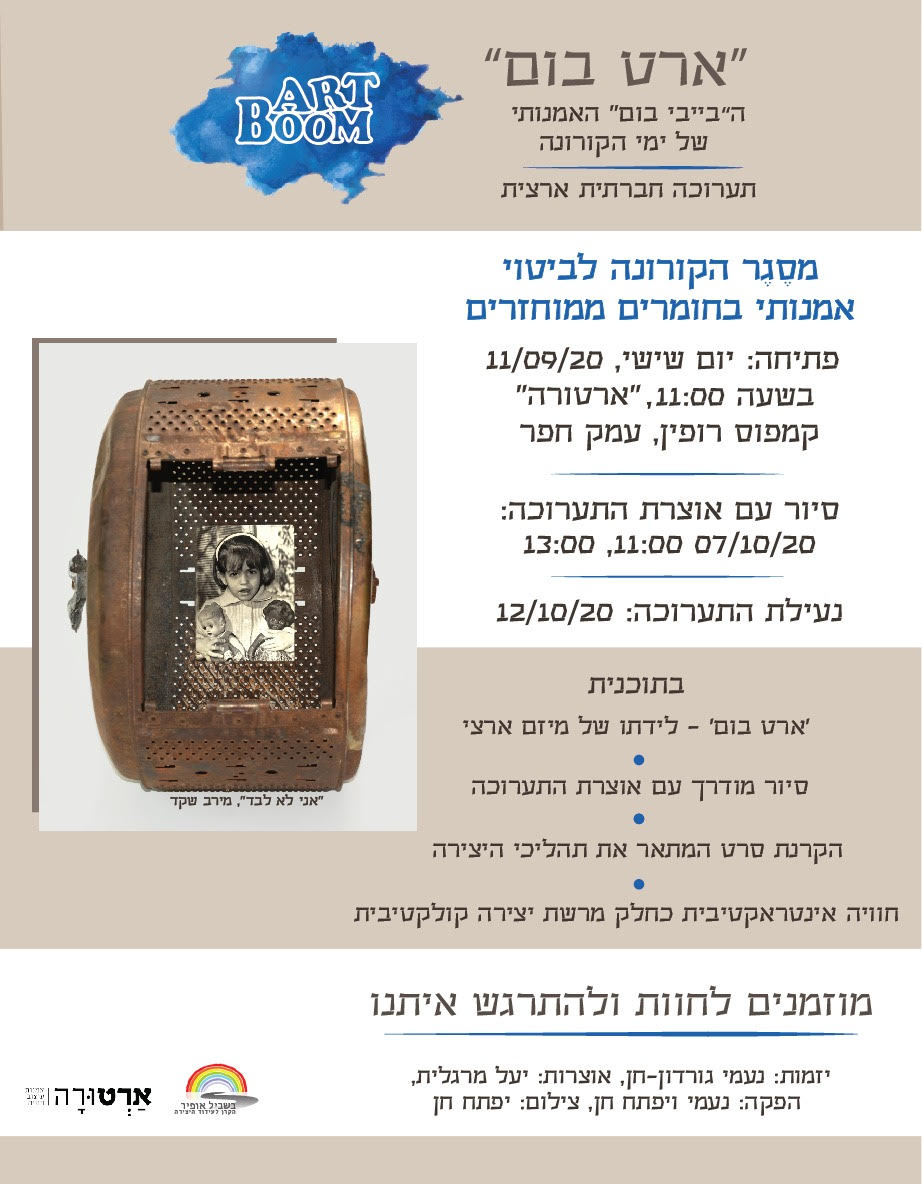 "ארט בום"
ART
BOOM
ה"בייבי בום" האמנותי
של ימי הקורונה
תערוכה חברתית ארצית
מסֶגֶר הקורונה לביטוי
אמנותי בחומרים ממוחזרים
פתיחה: יום שישי, 11/09/20
בשעה 11:00, "ארטורה"
קמפוס רופין, עמק חפר
סיור עם אוצרת התערוכה:
07/10/20 11:00, 13:00
נעילת התערוכה: 12/10/20
"אני לא לבד", מירב שקד
בתוכנית
'ארט בום' - לידתו של מיזם ארצי
סיור מודרך עם אוצרת התערוכה
הקרנת סרט המתאר את תהליכי היצירה
חוויה אינטראקטיבית כחלק מרשת יצירה קולקטיבית
מוזמנים לחוות ולהתרגש איתנו
יזמות: נעמי גורדון-חן, אוצרות: יעל מרגלית,
הפקה: נעמי ויפתח חן, צילום: יפתח חן
בשביל אופיר
הקרן לעידוד היצירה
אַרְטוּרָה